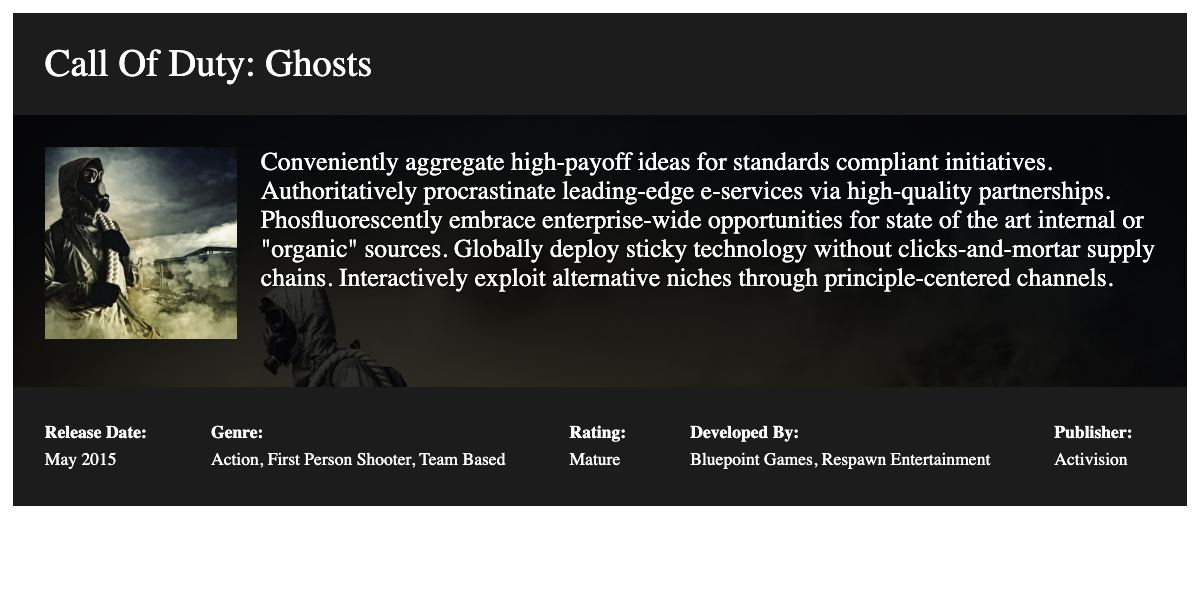 Call Of Duty: Ghosts
Conveniently aggregate high-payoff ideas for standards compliant initiatives.
Authoritatively procrastinate leading-edge e-services via high-quality partnerships.
Phosfluorescently embrace enterprise-wide opportunities for state of the art internal or
"organic" sources. Globally deploy sticky technology without clicks-and-mortar supply
chains. Interactively exploit alternative niches through principle-centered channels.
Release Date: Genre: Rating: Developed By: Publisher:
May 2015 Action, First Person Shooter, Team Based Mature Bluepoint Games, Respawn Entertainment Activision